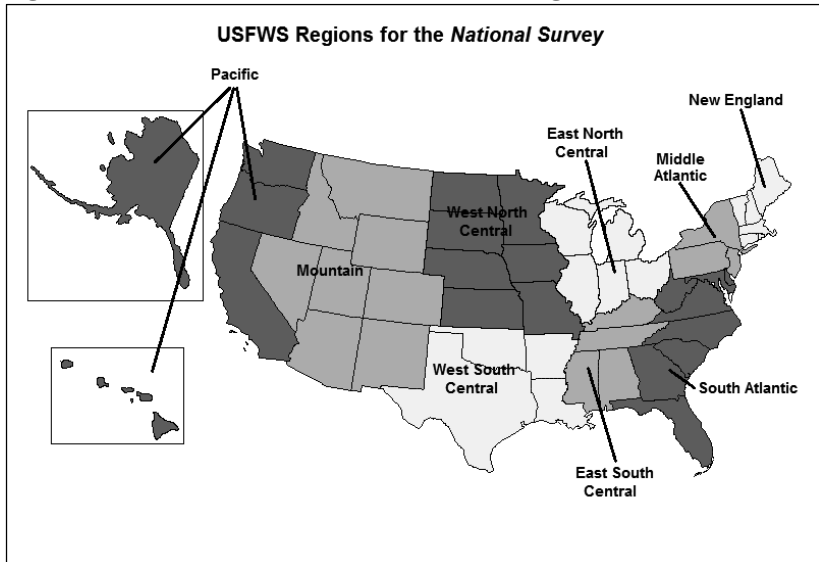 USFWS Regions for the National Survey
Pacific
New England
East North
Central
Middle
Atlantic
West North
Central
Mountain
West South
Central
South Atlantic
East South
Central